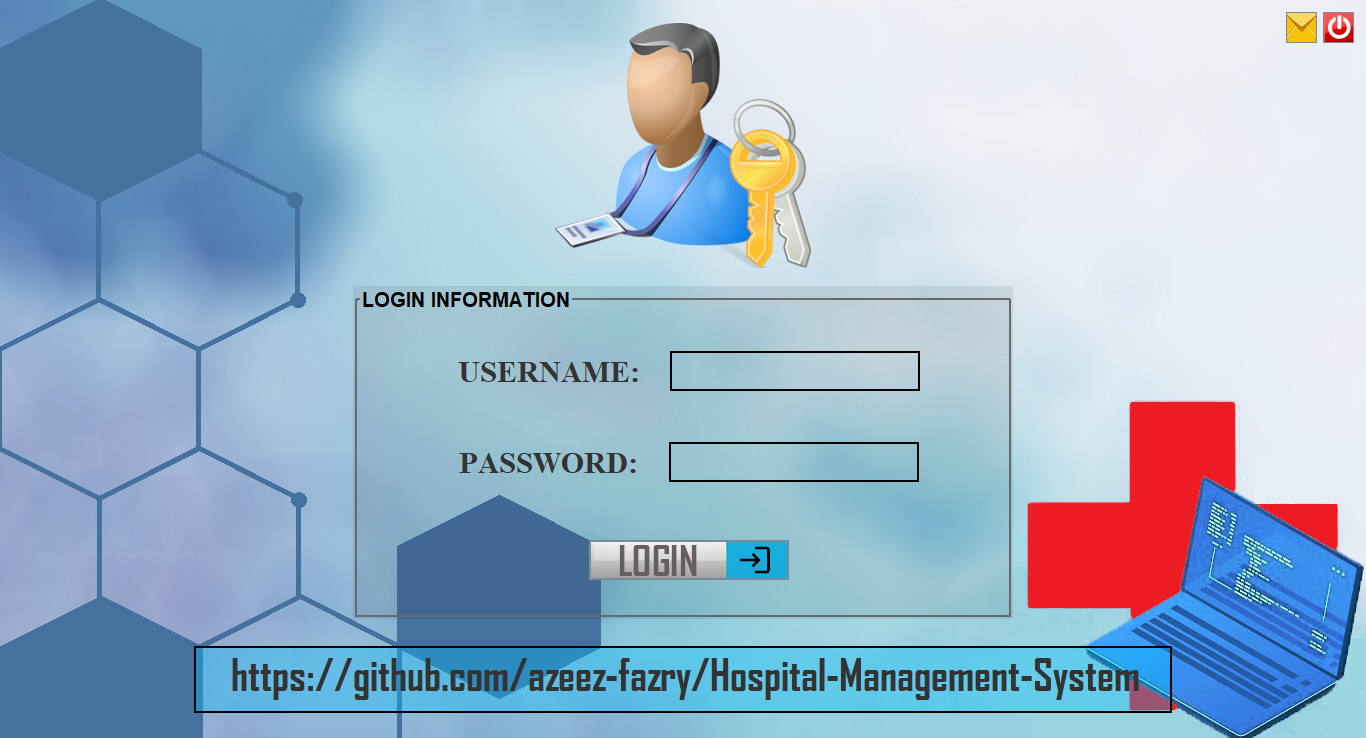 LOGIN INFORMATION
USERNAME:
PASSWORD:
LOGIN
https://github.com/azeez-fazry/Hospital-Management-System